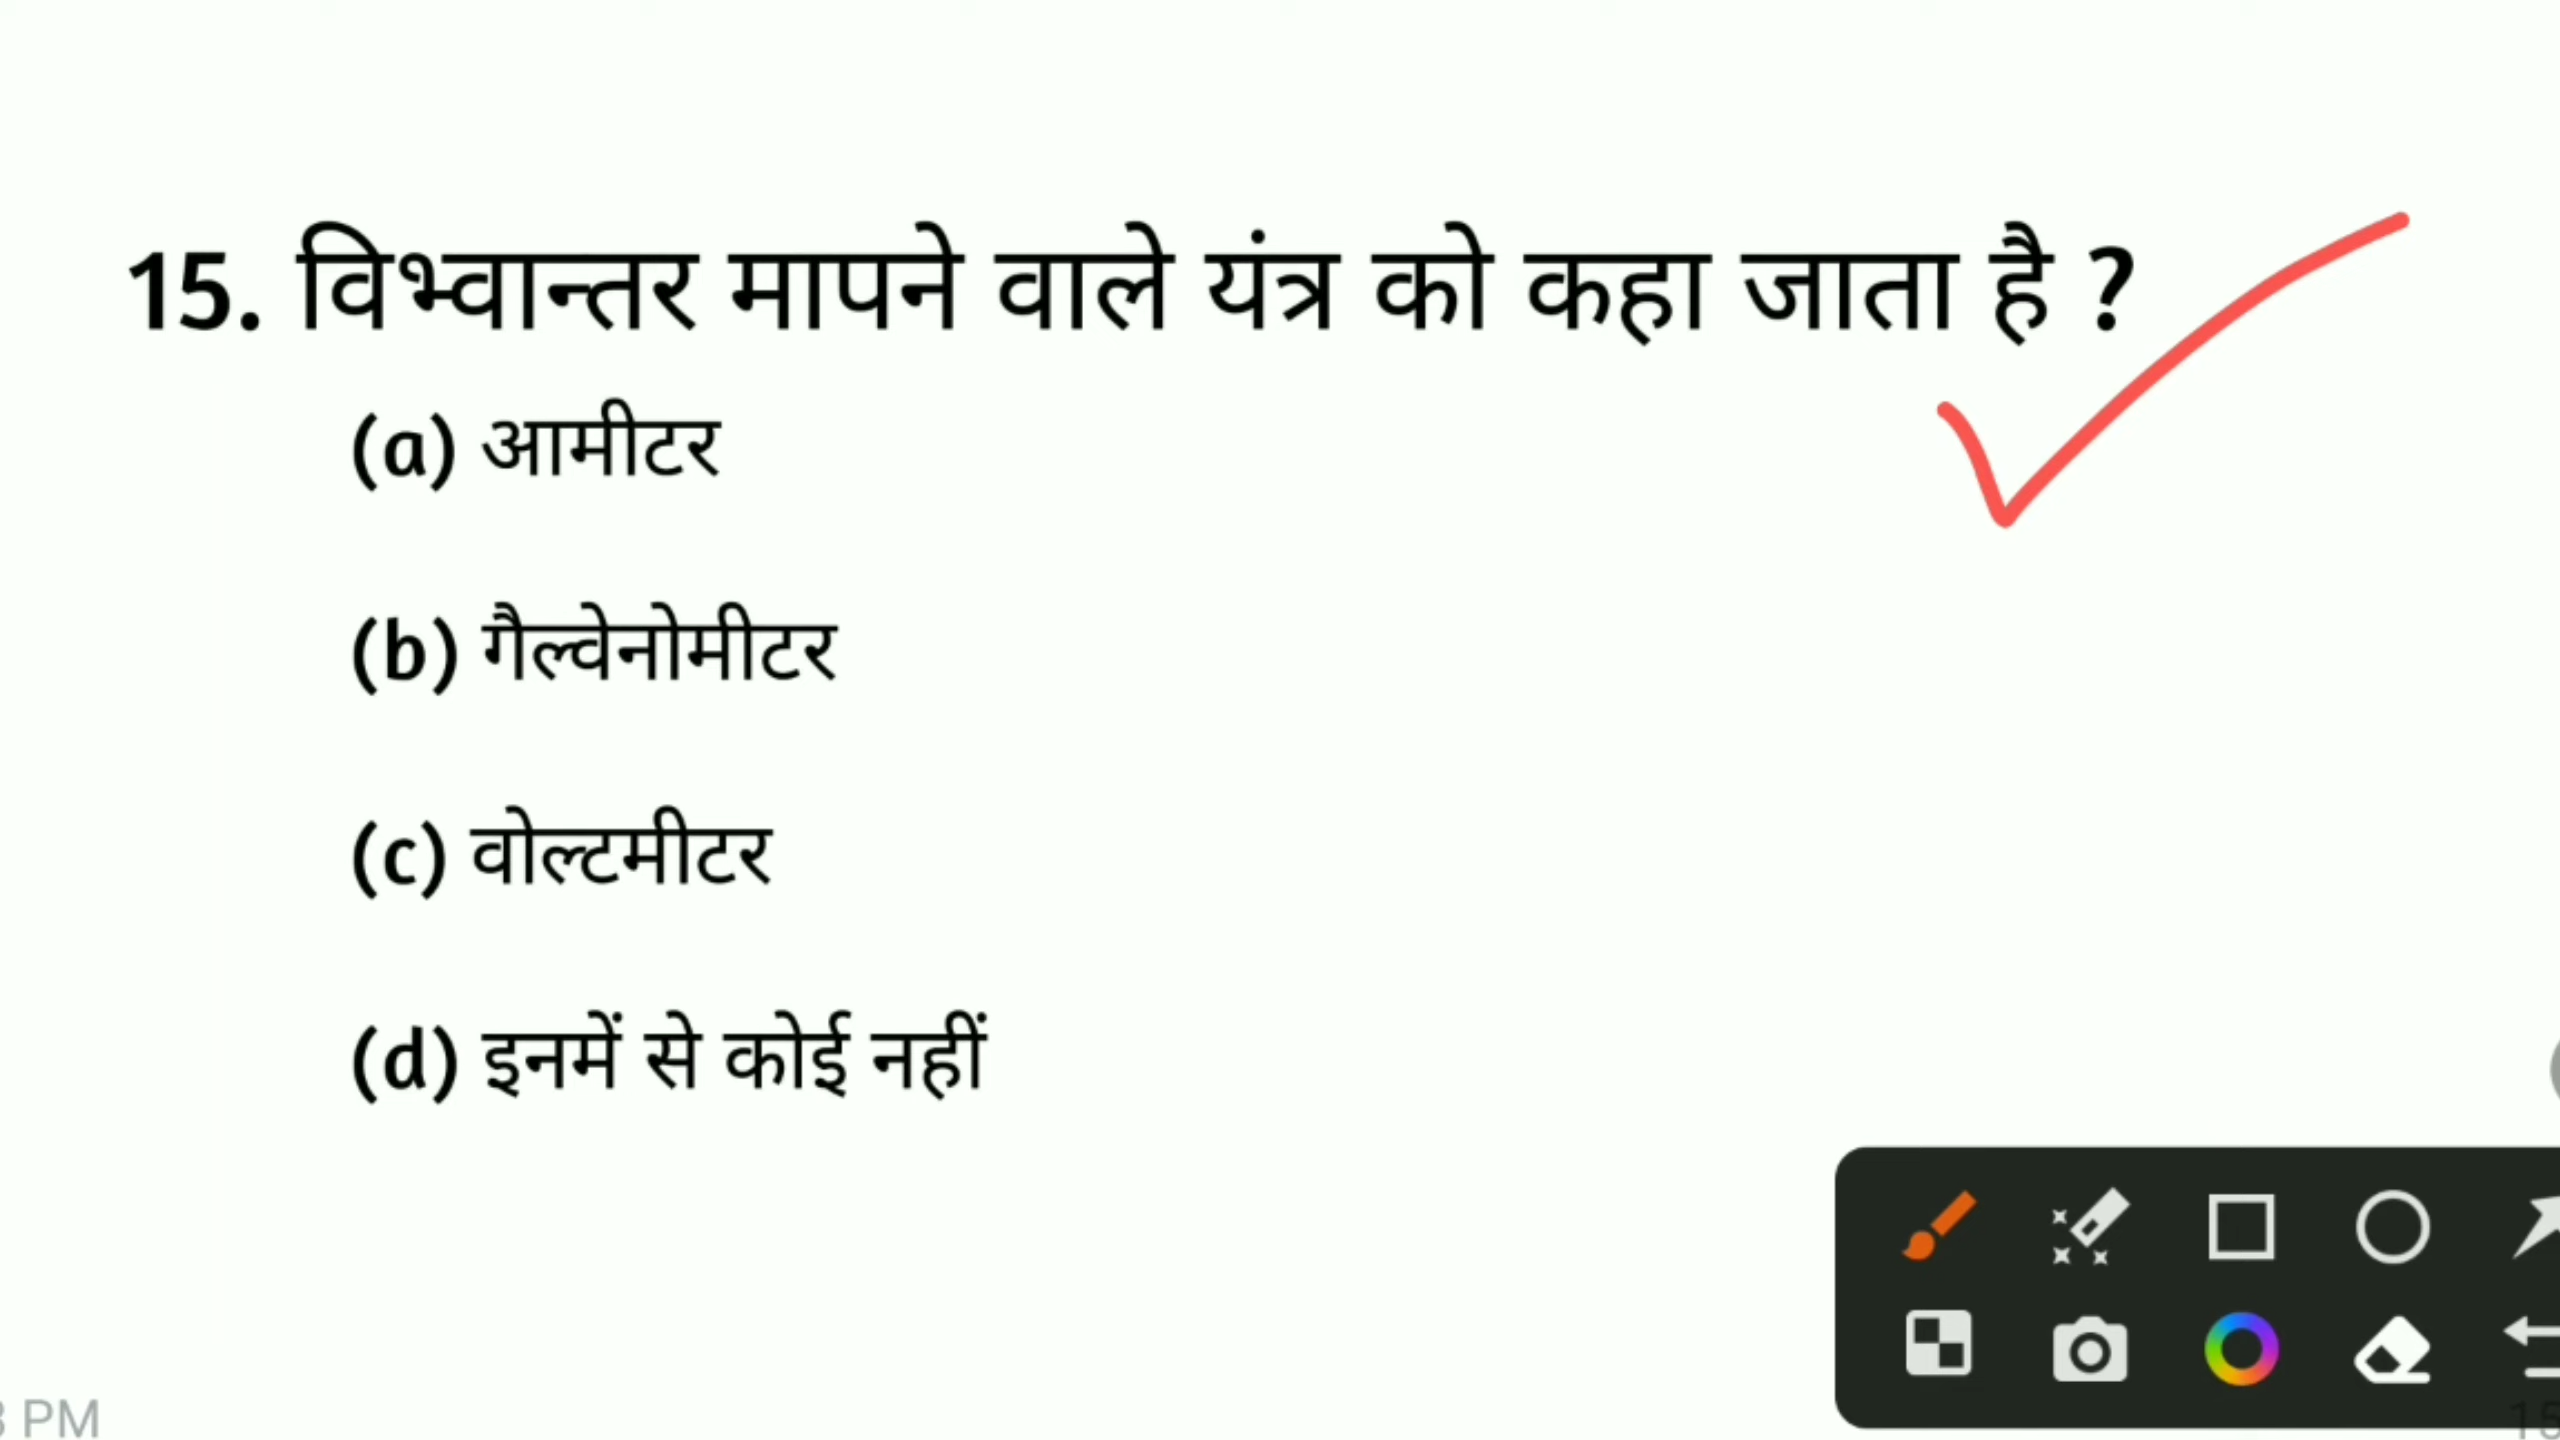 15. विभ्वान्तर मापने वाले यंत्र को कहा जाता है ?
(a) आमीटर
(b) गैल्वेनोमीटर
(c) वोल्टमीटर
(d) इनमें से कोई नहीं
PM